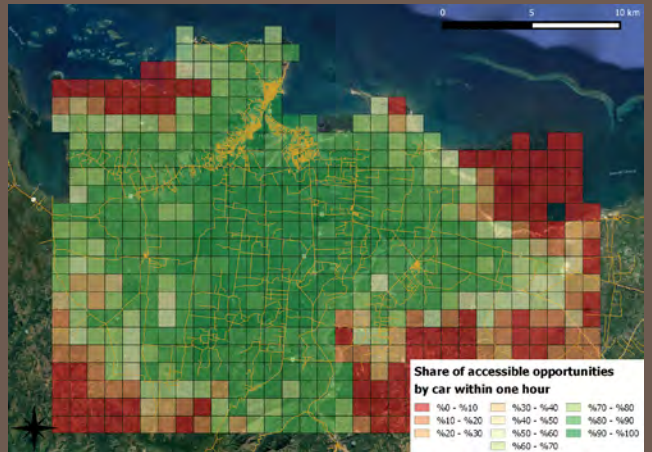 0 5 10 km
Share of accessible opportunities
by car within one hour
%0 - %10 %30 - %40 %70 - %80
%10 - %20 %40 - %50 %80 - %90
%20 - %30 %50 - %60 %90 - %100
%60 - %70